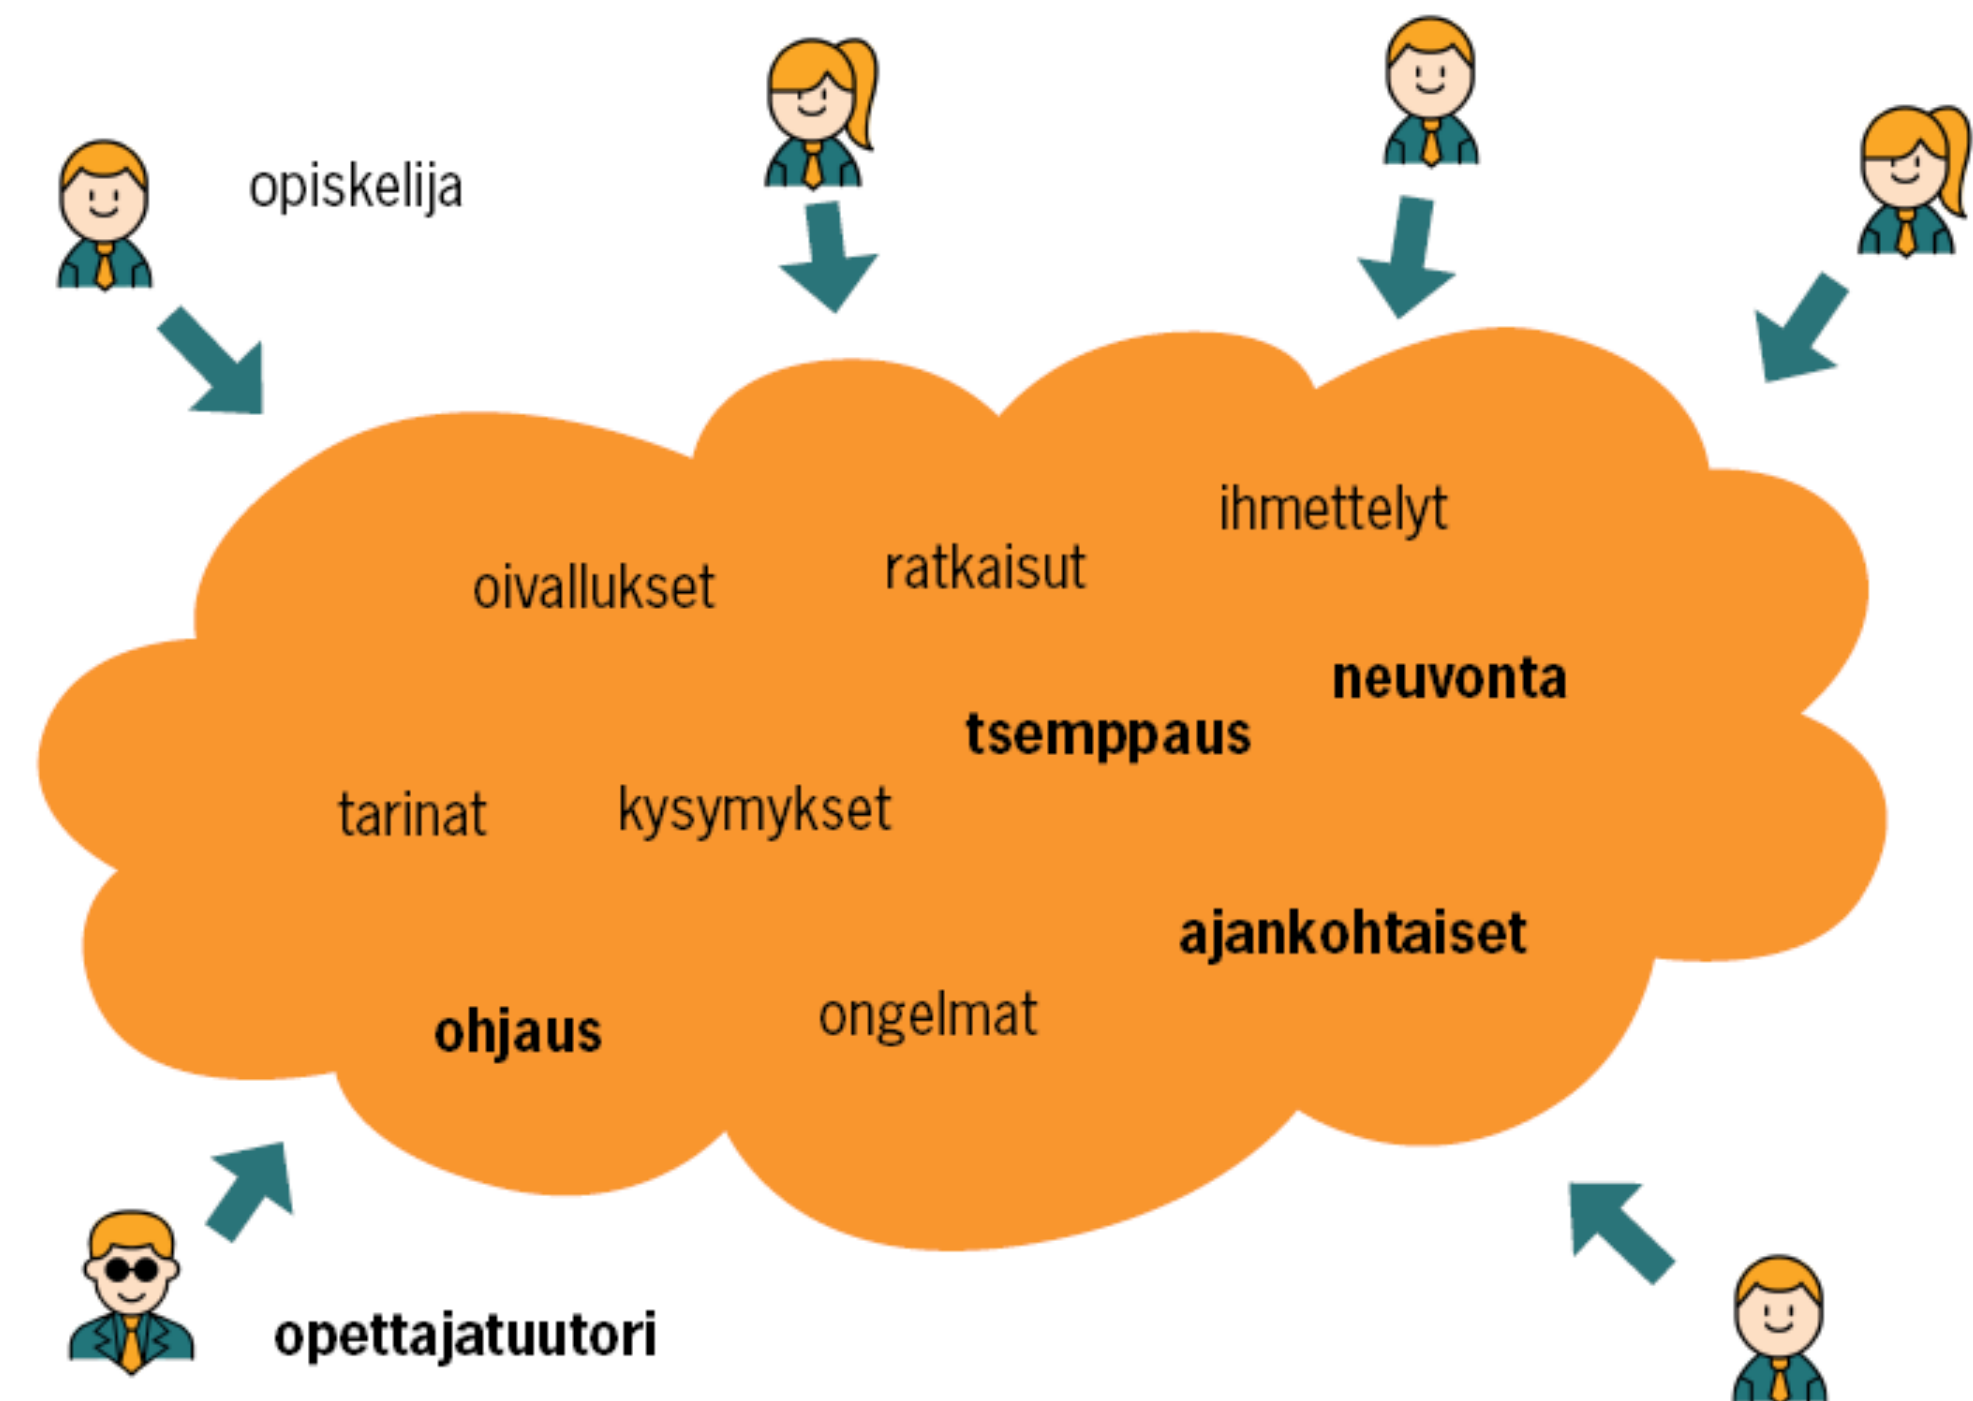 opiskelija
ihmettelyt
ratkaisut
oivallukset
neuvonta
tsemppaus
tarinat
kysymykset
ajankohtaiset
ongelmat
ohjaus
opettajatuutori